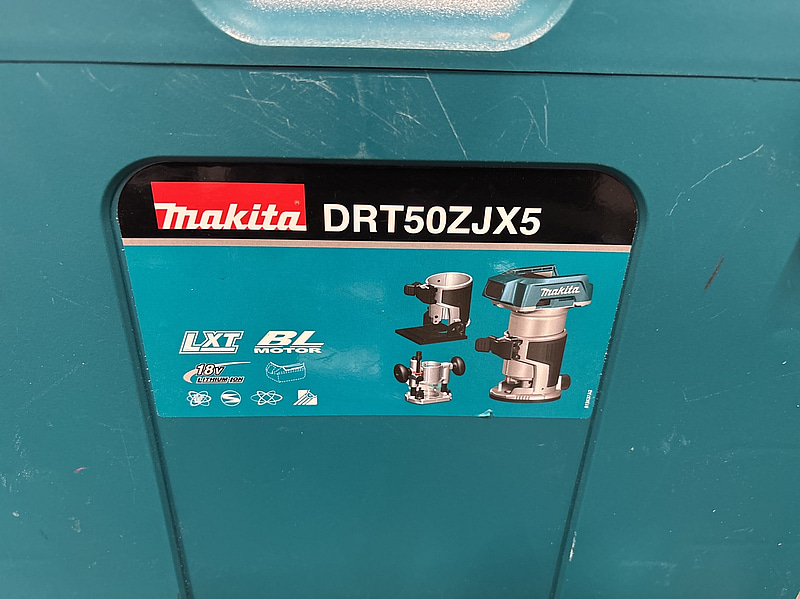 makita® DRT50ZJX5
makita
LXT BL
MOTOR
18V
LITHIUM-ION